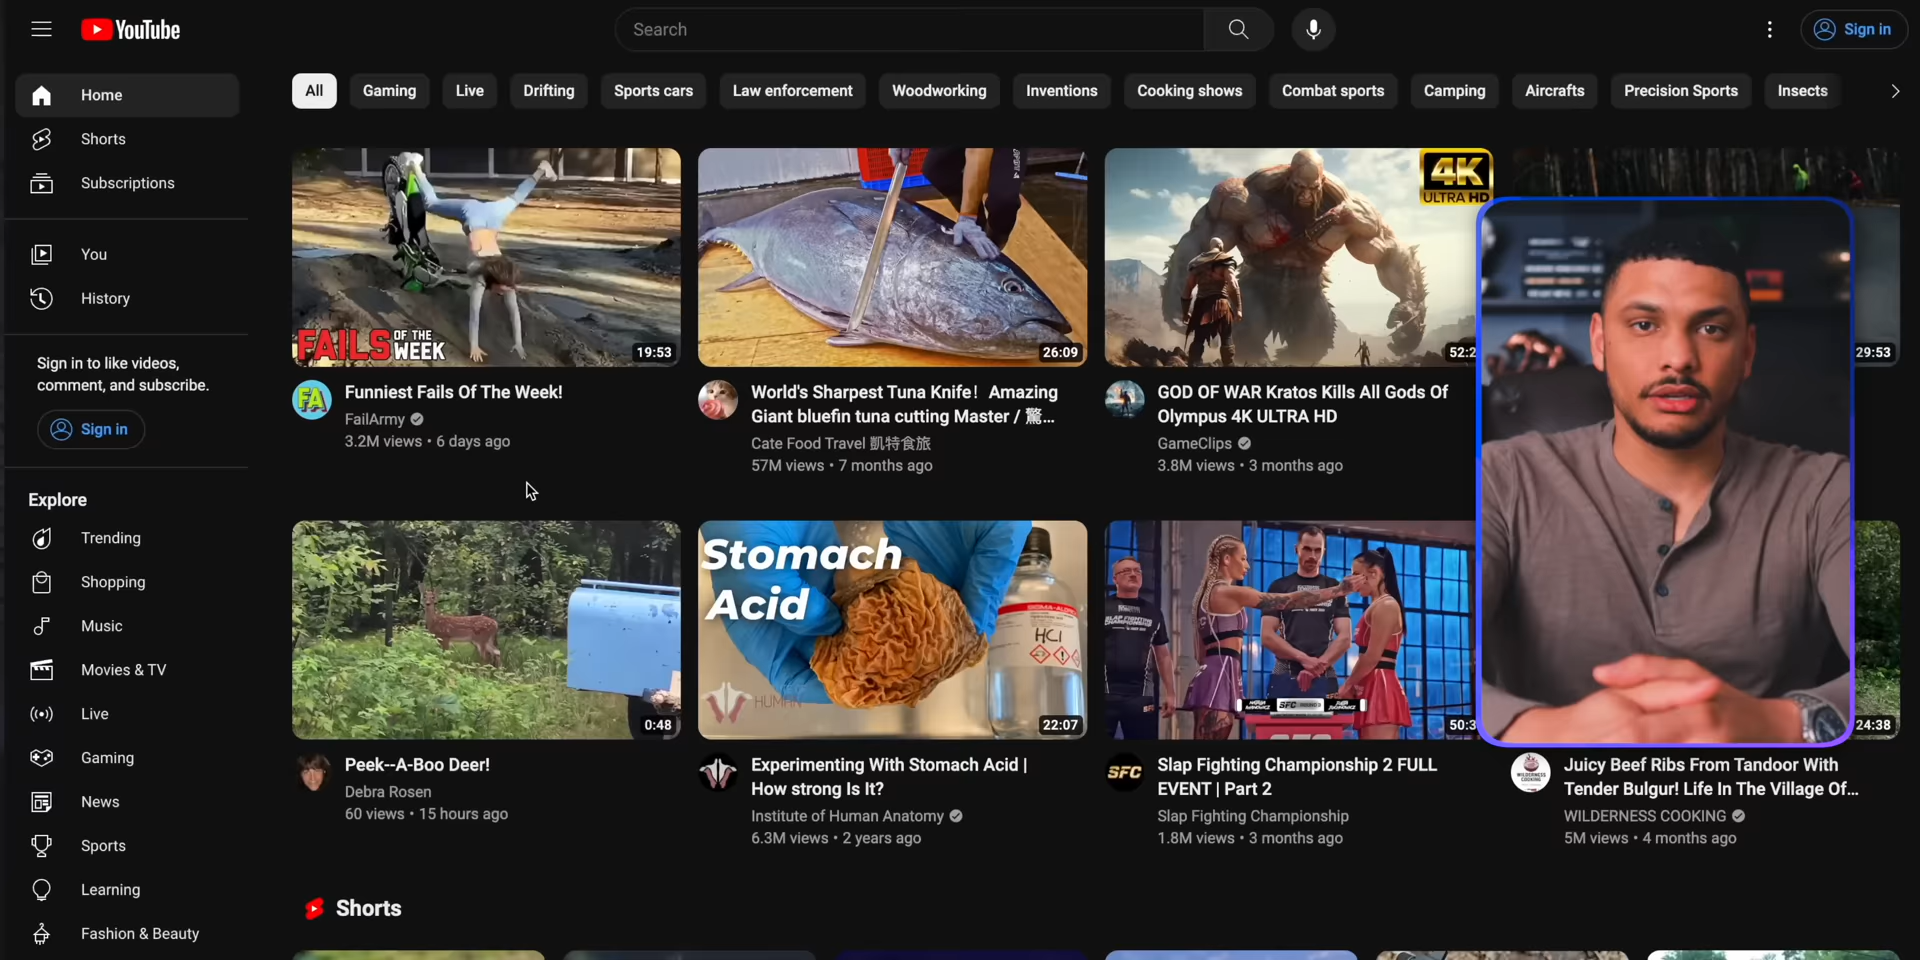 YouTube
Search
Sign in
Home
Shorts
Subscriptions
You
History
Sign in to like videos,
comment, and subscribe.
Sign in
Explore
Trending
Shopping
Music
Movies & TV
Live
Gaming
News
Sports
Learning
Fashion & Beauty
All
Gaming
Live
Drifting
Sports cars
Law enforcement
Woodworking
Inventions
Cooking shows
Combat sports
Camping
Aircrafts
Precision Sports
Insects
FAILS OF THE WEEK
19:53
Funniest Fails Of The Week!
FailArmy
3.2M views • 6 days ago
26:09
World's Sharpest Tuna Knife！Amazing
Giant bluefin tuna cutting Master / 驚...
Cate Food Travel 凱特食旅
57M views • 7 months ago
4K
ULTRA HD
52:2
GOD OF WAR Kratos Kills All Gods Of
Olympus 4K ULTRA HD
GameClips
3.8M views • 3 months ago
29:53
0:48
Peek--A-Boo Deer!
Debra Rosen
60 views • 15 hours ago
Stomach
Acid
HCl
HUMAN
22:07
Experimenting With Stomach Acid |
How strong Is It?
Institute of Human Anatomy
6.3M views • 2 years ago
SFC
50:3
SFC
Slap Fighting Championship 2 FULL
EVENT | Part 2
Slap Fighting Championship
1.8M views • 3 months ago
24:38
WILDERNESS
COOKING
Juicy Beef Ribs From Tandoor With
Tender Bulgur! Life In The Village Of...
WILDERNESS COOKING
5M views • 4 months ago
Shorts